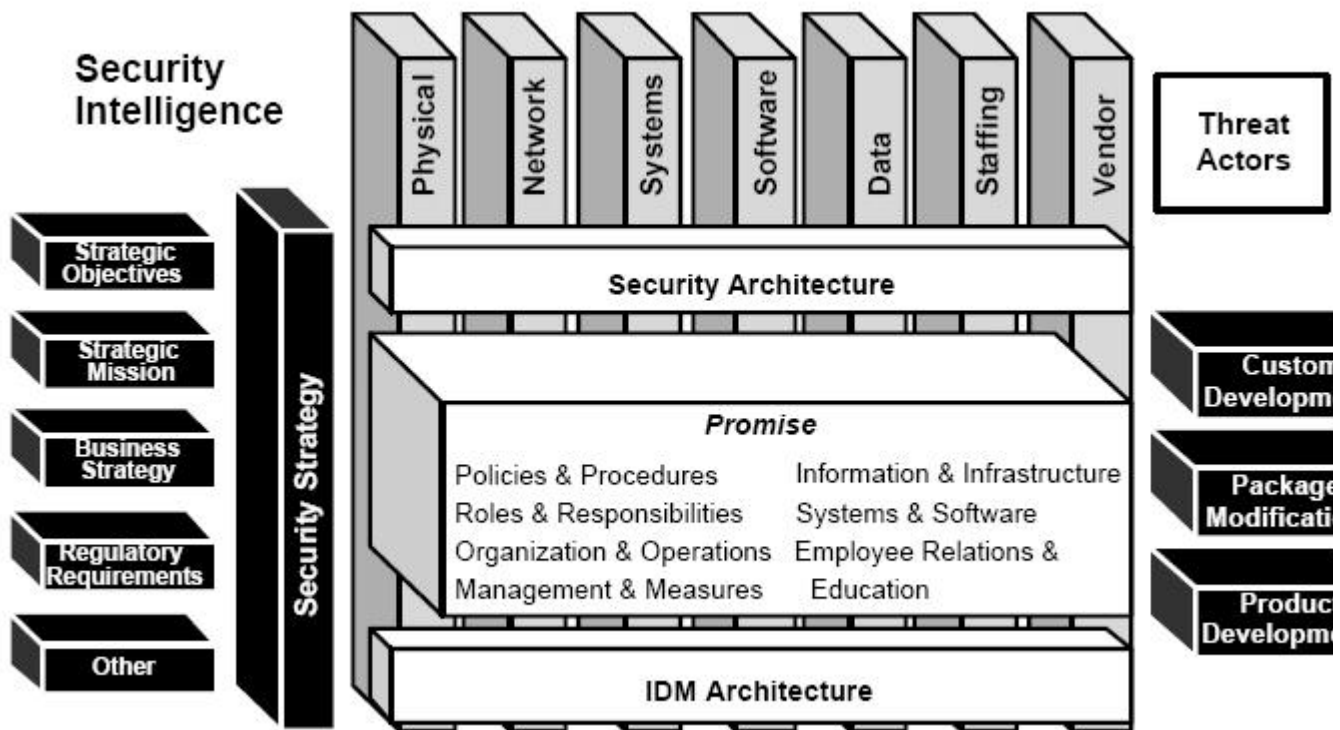 Security
Intelligence
Strategic
Objectives
Strategic
Mission
Business
Strategy
Regulatory
Requirements
Other
Security Strategy
Physical
Network
Systems
Software
Data
Staffing
Vendor
Security Architecture
Promise
Policies & Procedures
Roles & Responsibilities
Organization & Operations
Management & Measures
Information & Infrastructure
Systems & Software
Employee Relations &
Education
IDM Architecture
Threat
Actors
Custom